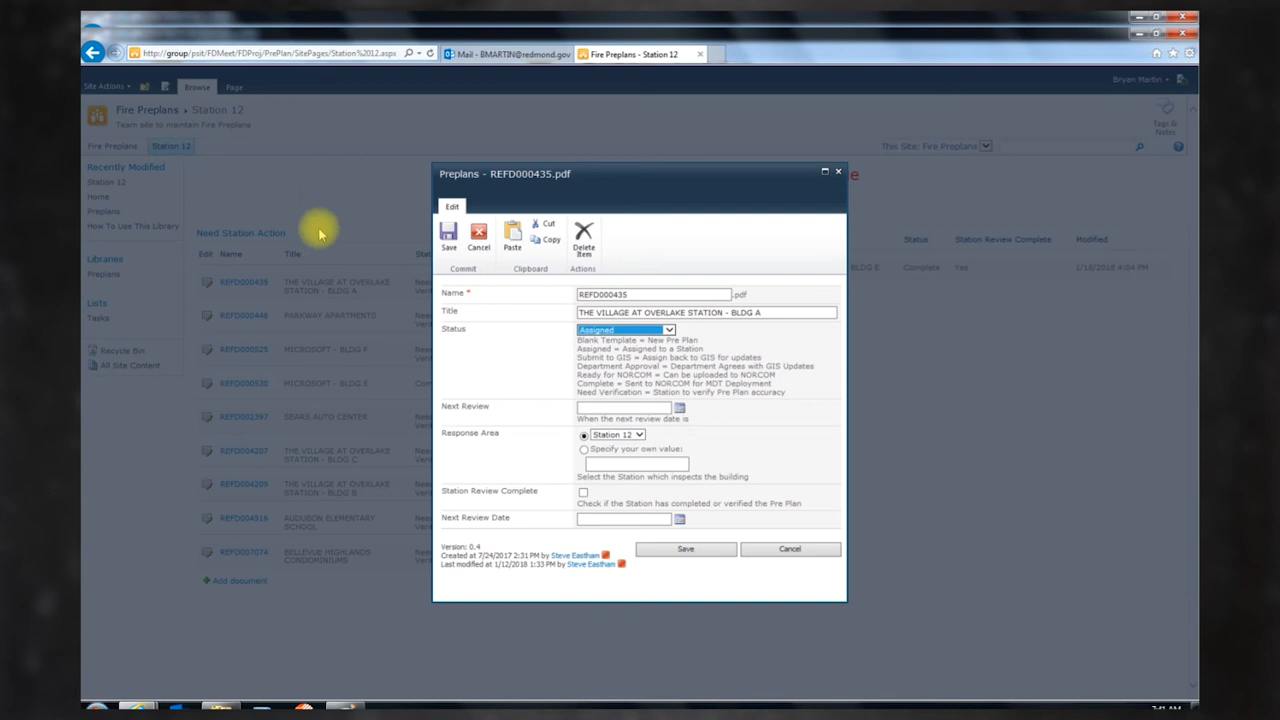 http://group/psit/FDMeet/FDProj/PrePlan/SitePages/Station%2012.aspx
Mail - BMARTIN@redmond.gov
Fire Preplans - Station 12
Site Actions
Browse
Page
Bryan Martin
Fire Preplans › Station 12
Team site to maintain Fire Preplans
Tags & Notes
Fire Preplans
Station 12
This Site: Fire Preplans
Recently Modified
Station 12
Home
Preplans
How To Use This Library
Libraries
Preplans
Lists
Tasks
Recycle Bin
All Site Content
Need Station Action
Edit Name Title
REFD000435 THE VILLAGE AT OVERLAKE
STATION - BLDG A
REFD000446 PARKWAY APARTMENTS
REFD000525 MICROSOFT - BLDG F
REFD000530 MICROSOFT - BLDG E
REFD002397 SEARS AUTO CENTER
REFD004207 THE VILLAGE AT OVERLAKE
STATION - BLDG C
REFD004209 THE VILLAGE AT OVERLAKE
STATION - BLDG B
REFD004516 AUDUBON ELEMENTARY
SCHOOL
REFD007074 BELLEVUE HIGHLANDS
CONDOMINIUMS
Add document
Preplans - REFD000435.pdf
Edit
Save
Cancel
Paste
Cut
Copy
Delete
Item
Commit
Clipboard
Actions
Name * REFD000435 .pdf
Title THE VILLAGE AT OVERLAKE STATION - BLDG A
Status Assigned
Blank Template = New Pre Plan
Assigned = Assigned to a Station
Submit to GIS = Assign back to GIS for updates
Department Approval = Department Agrees with GIS Updates
Ready for NORCOM = Can be uploaded to NORCOM
Complete = Sent to NORCOM for MDT Deployment
Need Verification = Station to verify Pre Plan accuracy
Next Review
When the next review date is
Response Area Station 12
Specify your own value:
Select the Station which inspects the building
Station Review Complete
Check if the Station has completed or verified the Pre Plan
Next Review Date
Version: 0.4
Created at 7/24/2017 2:31 PM by Steve Eastham
Last modified at 1/12/2018 1:33 PM by Steve Eastham
Save
Cancel
Status Station Review Complete Modified
BLDG E Complete Yes 1/18/2018 4:04 PM